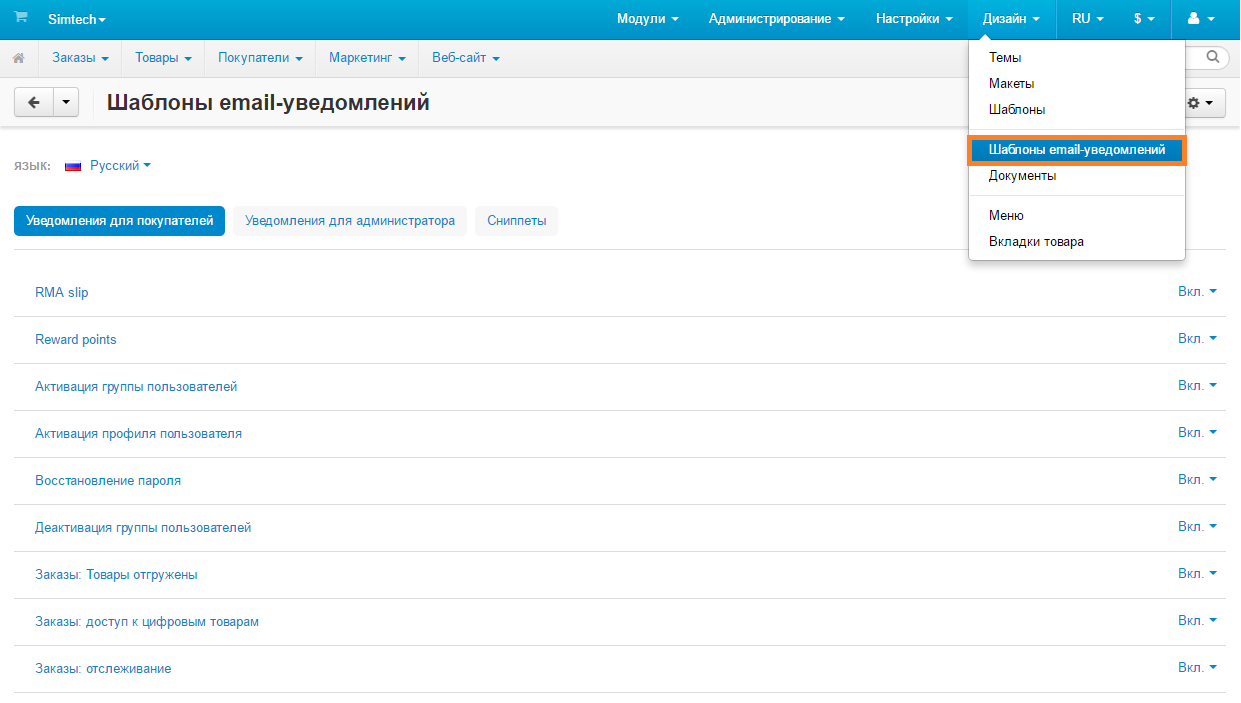 Simtech Модули Администрирование Настройки Дизайн RU $
Заказы Товары Покупатели Маркетинг Веб-сайт
Темы
Макеты
Шаблоны
Шаблоны email-уведомлений
Документы
Меню
Вкладки товара
Шаблоны email-уведомлений
ЯЗЫК: Русский
Уведомления для покупателей Уведомления для администратора Сниппеты
RMA slip Вкл.
Reward points Вкл.
Активация группы пользователей Вкл.
Активация профиля пользователя Вкл.
Восстановление пароля Вкл.
Деактивация группы пользователей Вкл.
Заказы: Товары отгружены Вкл.
Заказы: доступ к цифровым товарам Вкл.
Заказы: отслеживание Вкл.